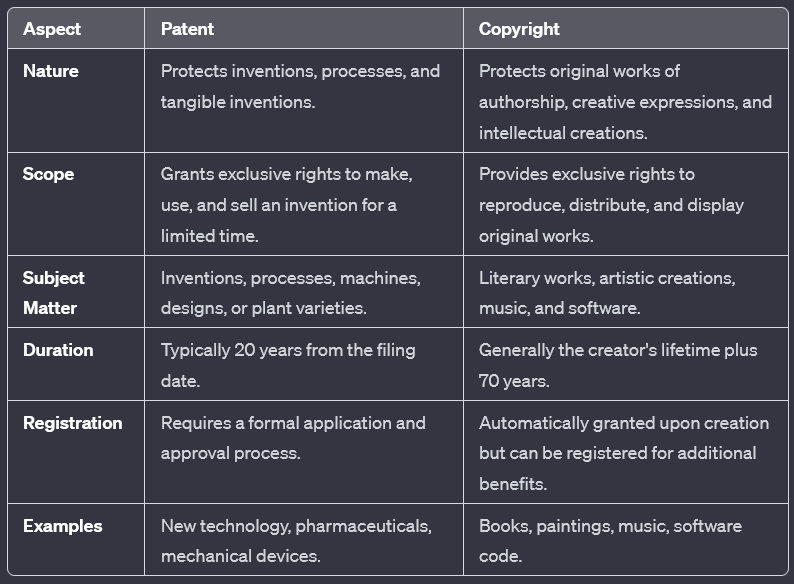 Aspect Patent Copyright
Nature Protects inventions, processes, and Protects original works of
tangible inventions. authorship, creative expressions, and
intellectual creations.
Scope Grants exclusive rights to make, Provides exclusive rights to
use, and sell an invention for a reproduce, distribute, and display
limited time. original works.
Subject Inventions, processes, machines, Literary works, artistic creations,
Matter designs, or plant varieties. music, and software.
Duration Typically 20 years from the filing Generally the creator's lifetime plus
date. 70 years.
Registration Requires a formal application and Automatically granted upon creation
approval process. but can be registered for additional
benefits.
Examples New technology, pharmaceuticals, Books, paintings, music, software
mechanical devices. code.